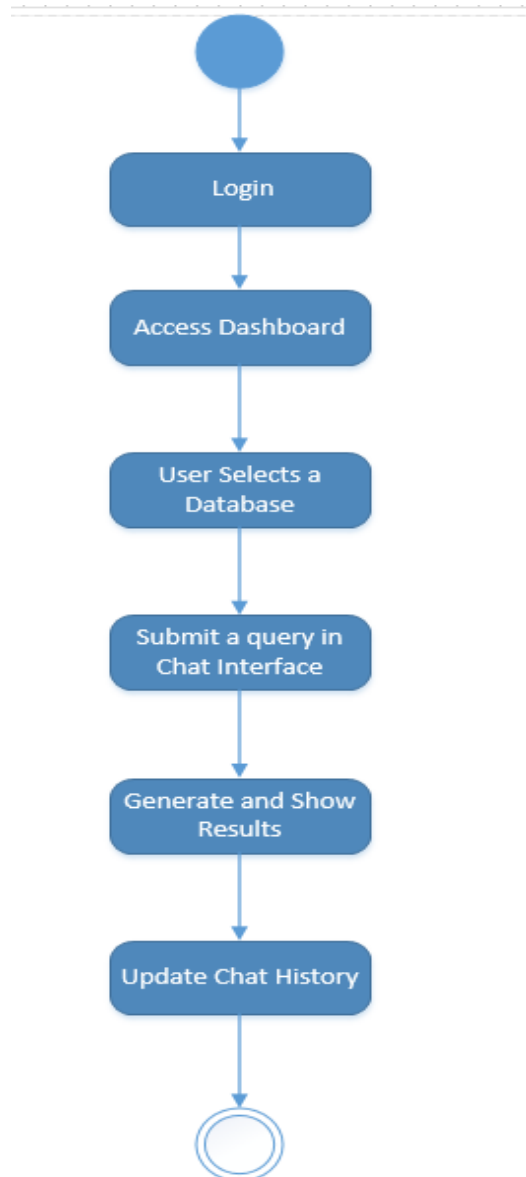 Login
Access Dashboard
User Selects a
Database
Submit a query in
Chat Interface
Generate and Show
Results
Update Chat History